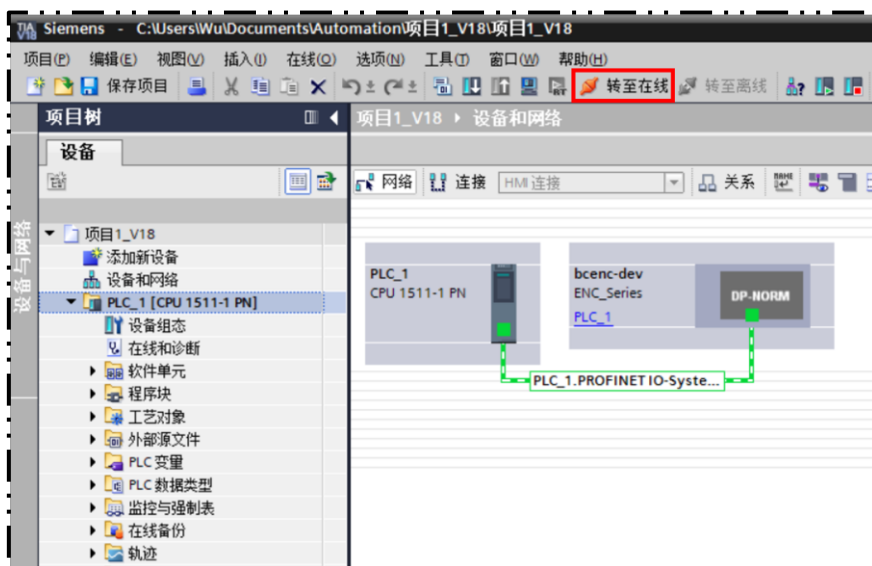 Siemens - C:\Users\Wu\Documents\Automation\项目1_V18\项目1_V18
项目(P) 编辑(E) 视图(V) 插入(I) 在线(O) 选项(N) 工具(T) 窗口(W) 帮助(H)
保存项目 转至在线 转至离线
项目树
项目1_V18 ▸ 设备和网络
设备
网络 连接 HMI 连接 关系
设备与网络
项目1_V18
添加新设备
设备和网络
PLC_1 [CPU 1511-1 PN]
设备组态
在线和诊断
软件单元
程序块
工艺对象
外部源文件
PLC 变量
PLC 数据类型
监控与强制表
在线备份
轨迹
PLC_1
CPU 1511-1 PN
bcenc-dev
ENC_Series
PLC_1
DP-NORM
PLC_1.PROFINET IO-Syste...